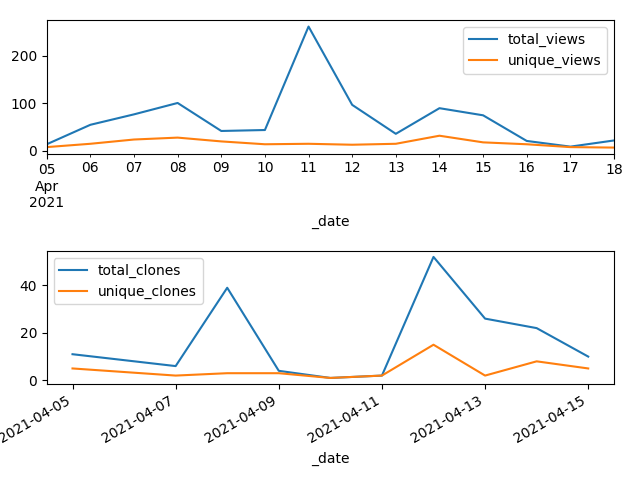 total_views
unique_views
200
100
0
05 06 07 08 09 10 11 12 13 14 15 16 17 18
Apr
2021
_date
total_clones
unique_clones
40
20
0
2021-04-05 2021-04-07 2021-04-09 2021-04-11 2021-04-13 2021-04-15
_date